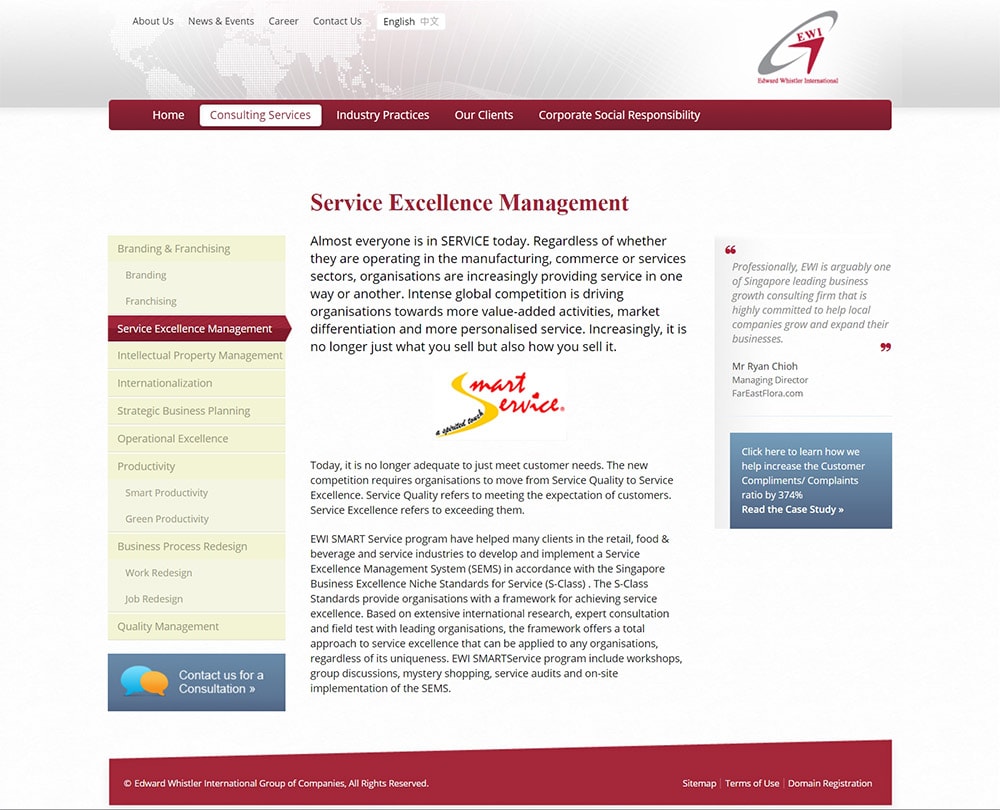 About Us News & Events Career Contact Us English 中文
EWI
Edward Whistler International
Home Consulting Services Industry Practices Our Clients Corporate Social Responsibility
Service Excellence Management
Branding & Franchising
Branding
Franchising
Service Excellence Management
Intellectual Property Management
Internationalization
Strategic Business Planning
Operational Excellence
Productivity
Smart Productivity
Green Productivity
Business Process Redesign
Work Redesign
Job Redesign
Quality Management
Contact us for a
Consultation »
Almost everyone is in SERVICE today. Regardless of whether
they are operating in the manufacturing, commerce or services
sectors, organisations are increasingly providing service in one
way or another. Intense global competition is driving
organisations towards more value-added activities, market
differentiation and more personalised service. Increasingly, it is
no longer just what you sell but also how you sell it.
Smart
Service
a spirited touch
Today, it is no longer adequate to just meet customer needs. The new
competition requires organisations to move from Service Quality to Service
Excellence. Service Quality refers to meeting the expectation of customers.
Service Excellence refers to exceeding them.
EWI SMART Service program have helped many clients in the retail, food &
beverage and service industries to develop and implement a Service
Excellence Management System (SEMS) in accordance with the Singapore
Business Excellence Niche Standards for Service (S-Class) . The S-Class
Standards provide organisations with a framework for achieving service
excellence. Based on extensive international research, expert consultation
and field test with leading organisations, the framework offers a total
approach to service excellence that can be applied to any organisations,
regardless of its uniqueness. EWI SMARTService program include workshops,
group discussions, mystery shopping, service audits and on-site
implementation of the SEMS.
❝
Professionally, EWI is arguably one
of Singapore leading business
growth consulting firm that is
highly committed to help local
companies grow and expand their
businesses.
❞
Mr Ryan Chioh
Managing Director
FarEastFlora.com
Click here to learn how we
help increase the Customer
Compliments/ Complaints
ratio by 374%
Read the Case Study »
© Edward Whistler International Group of Companies, All Rights Reserved. Sitemap | Terms of Use | Domain Registration